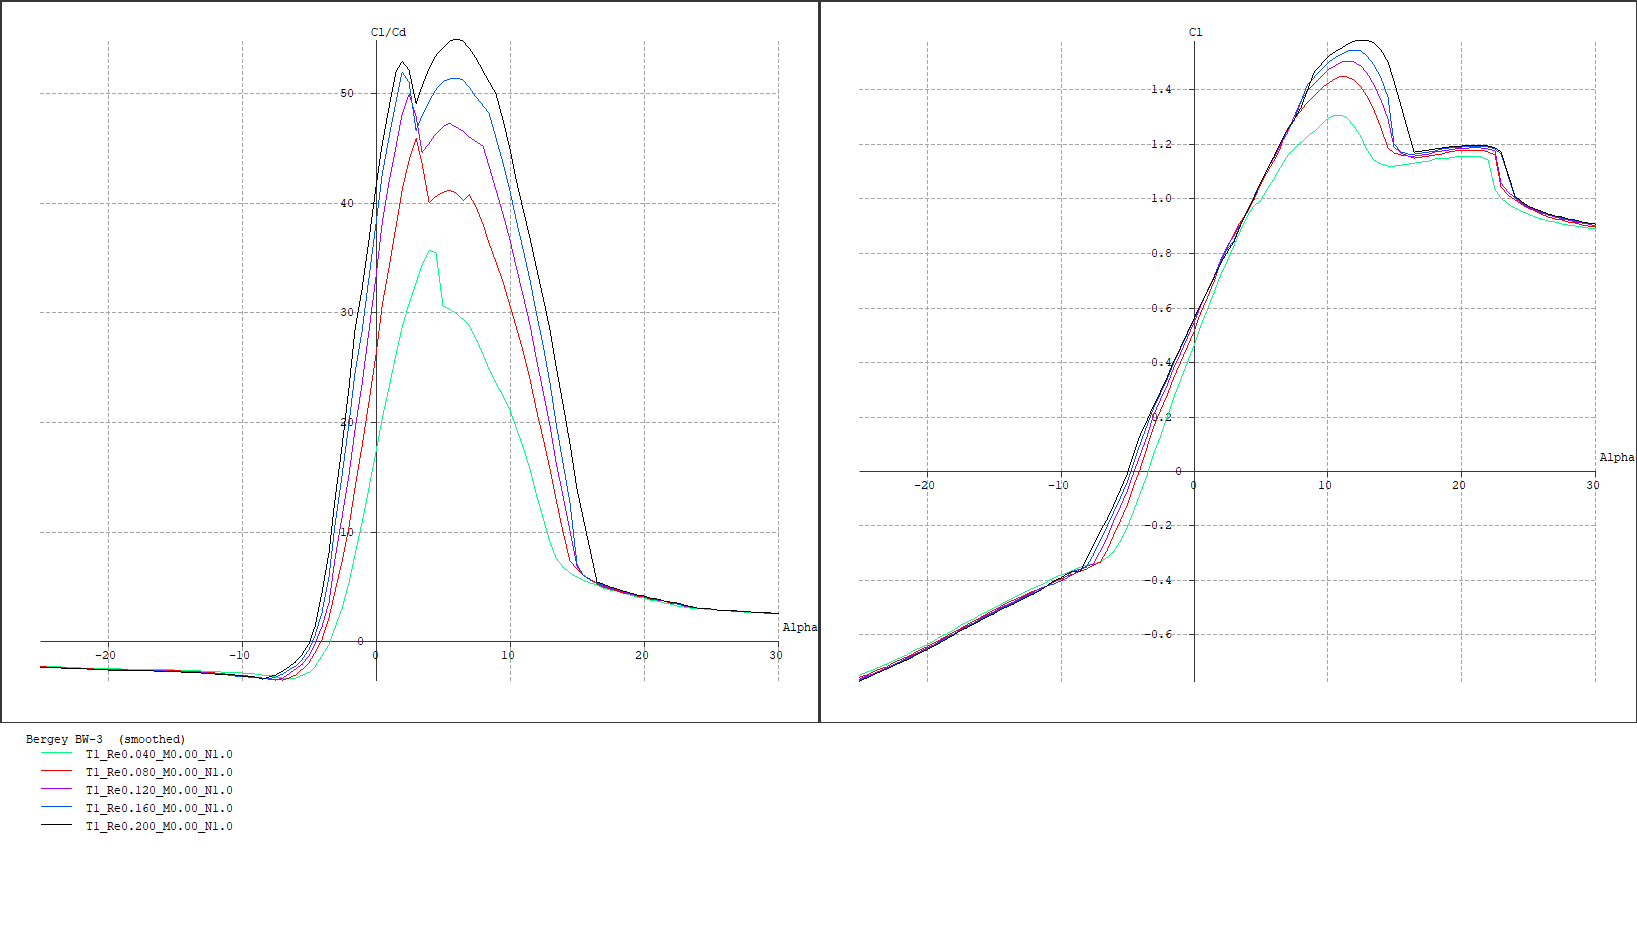 Cl/Cd
50
40
30
20
10
0
-20 -10 0 10 20 30
Alpha
Cl
1.4
1.2
1.0
0.8
0.6
0.4
0.2
0
-0.2
-0.4
-0.6
-20 -10 0 10 20 30
Alpha
Bergey BW-3 (smoothed)
T1_Re0.040_M0.00_N1.0
T1_Re0.080_M0.00_N1.0
T1_Re0.120_M0.00_N1.0
T1_Re0.160_M0.00_N1.0
T1_Re0.200_M0.00_N1.0